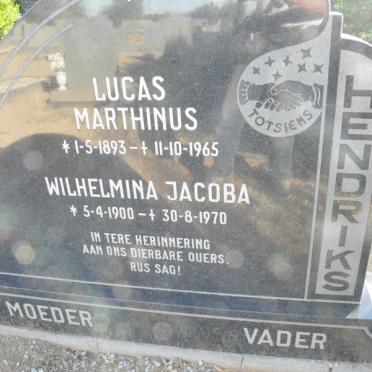 LUCAS
MARTHINUS
* 1-5-1893 – † 11-10-1965
WILHELMINA JACOBA
* 5-4-1900 – † 30-8-1970
IN TERE HERINNERING
AAN ONS DIERBARE OUERS.
RUS SAG!
TOTSIENS
HENDRIKS
MOEDER
VADER